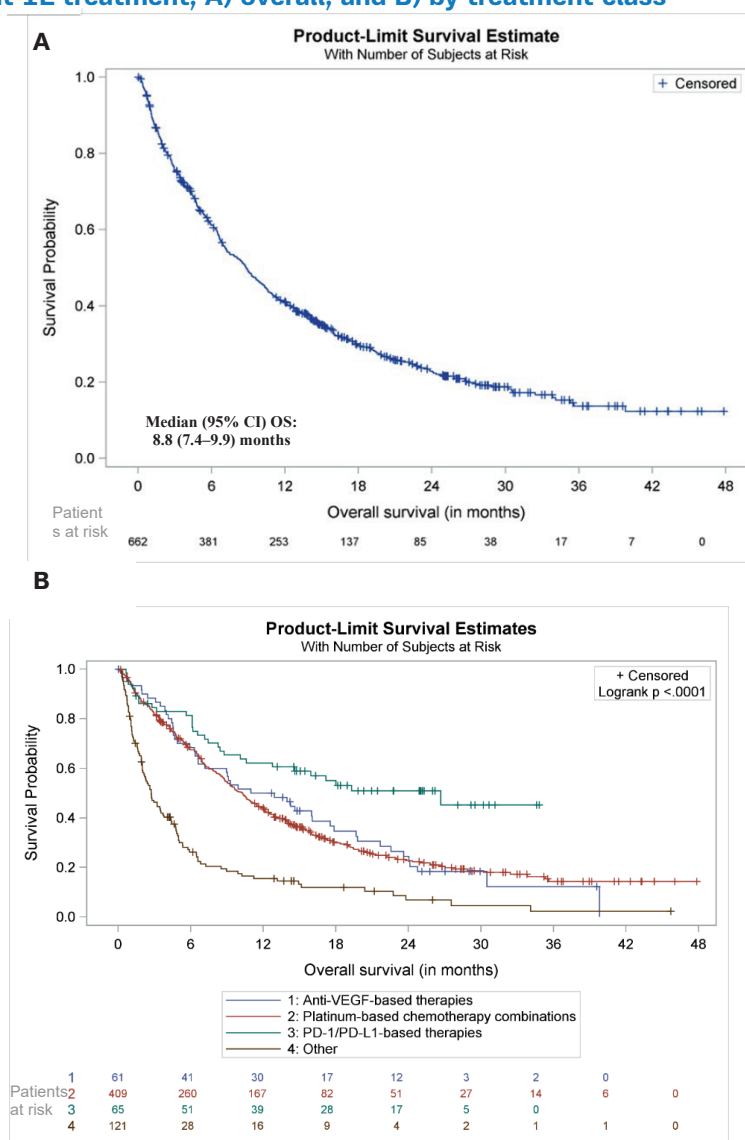 at 1L treatment, A) overall, and B) by treatment class
A
Product-Limit Survival Estimate
With Number of Subjects at Risk
+ Censored
1.0
0.8
0.6
0.4
0.2
0.0
Survival Probability
Median (95% CI) OS:
8.8 (7.4–9.9) months
0 6 12 18 24 30 36 42 48
Overall survival (in months)
Patient
s at risk
662 381 253 137 85 38 17 7 0
B
Product-Limit Survival Estimates
With Number of Subjects at Risk
+ Censored
Logrank p <.0001
1.0
0.8
0.6
0.4
0.2
0.0
Survival Probability
0 6 12 18 24 30 36 42 48
Overall survival (in months)
1: Anti-VEGF-based therapies
2: Platinum-based chemotherapy combinations
3: PD-1/PD-L1-based therapies
4: Other
Patients
at risk
1 61 41 30 17 12 3 2 0
2 409 260 167 82 51 27 14 6 0
3 65 51 39 28 17 5 0
4 121 28 16 9 4 2 1 1 0